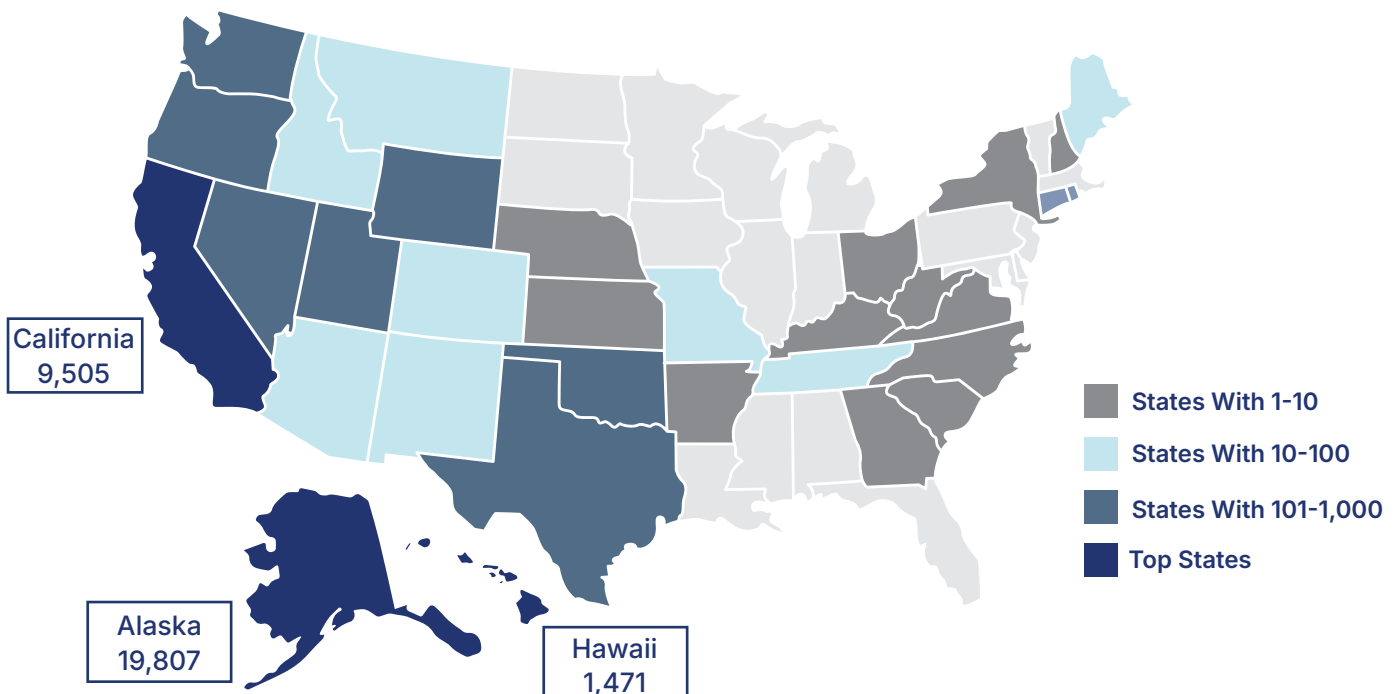 California
9,505
States With 1-10
States With 10-100
States With 101-1,000
Top States
Alaska
19,807
Hawaii
1,471